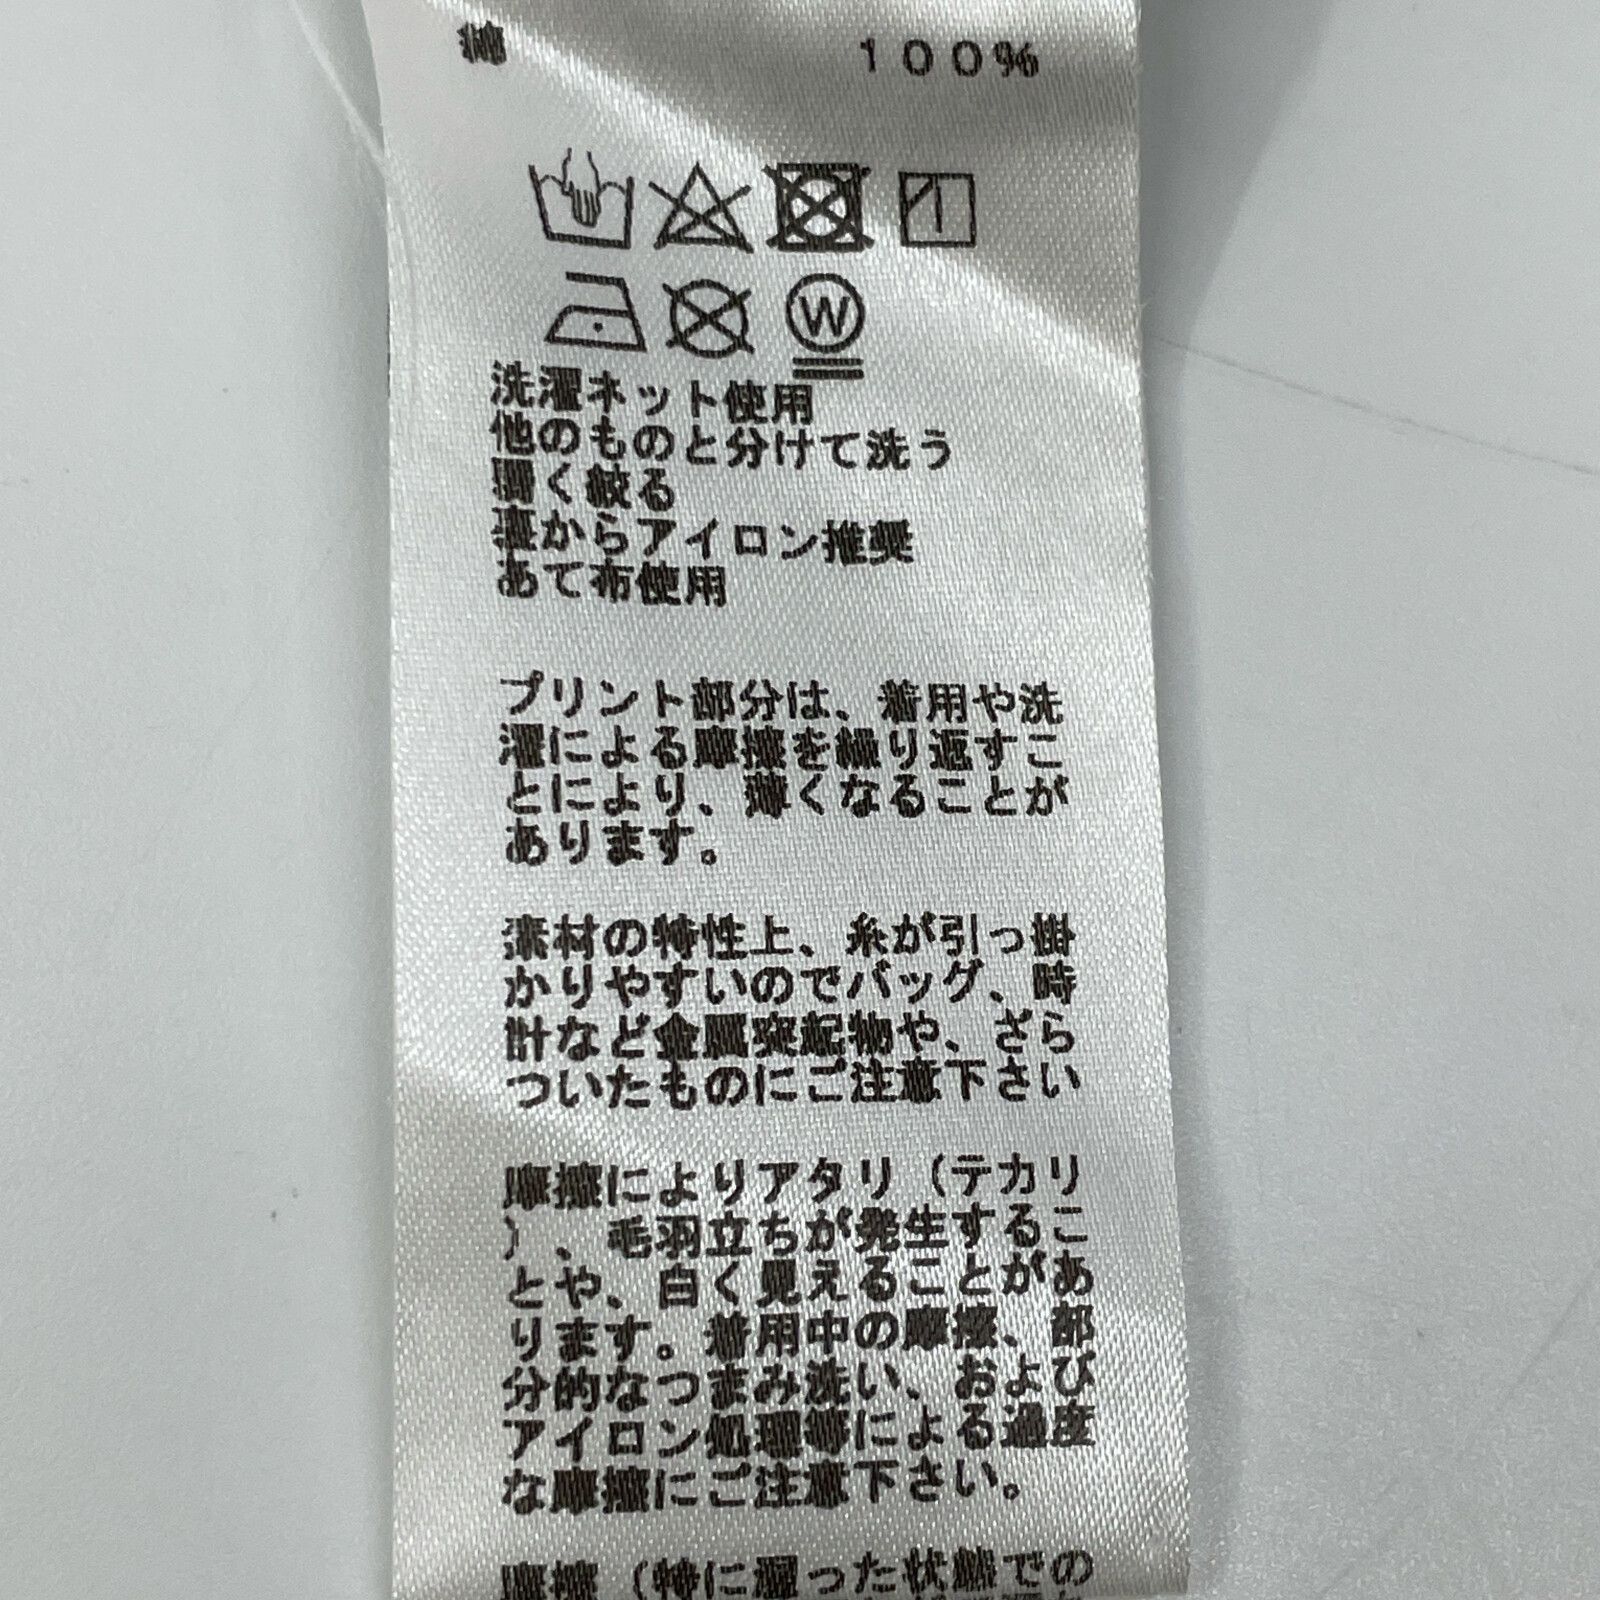 綿 100%
W
洗濯ネット使用
他のものと分けて洗う
弱く絞る
裏からアイロン推奨
あて布使用
プリント部分は、着用や洗
濯による摩擦を繰り返すこ
とにより、薄くなることが
あります。
素材の特性上、糸が引っ掛
かりやすいのでバッグ、時
計など金属突起物や、ざら
ついたものにご注意下さい
摩擦によりアタリ（テカリ
）、毛羽立ちが発生するこ
とや、白く見えることがあ
ります。着用中の摩擦、部
分的なつまみ洗い、および
アイロン処理等による過度
な摩擦にご注意下さい。
摩擦（特に湿った状態での